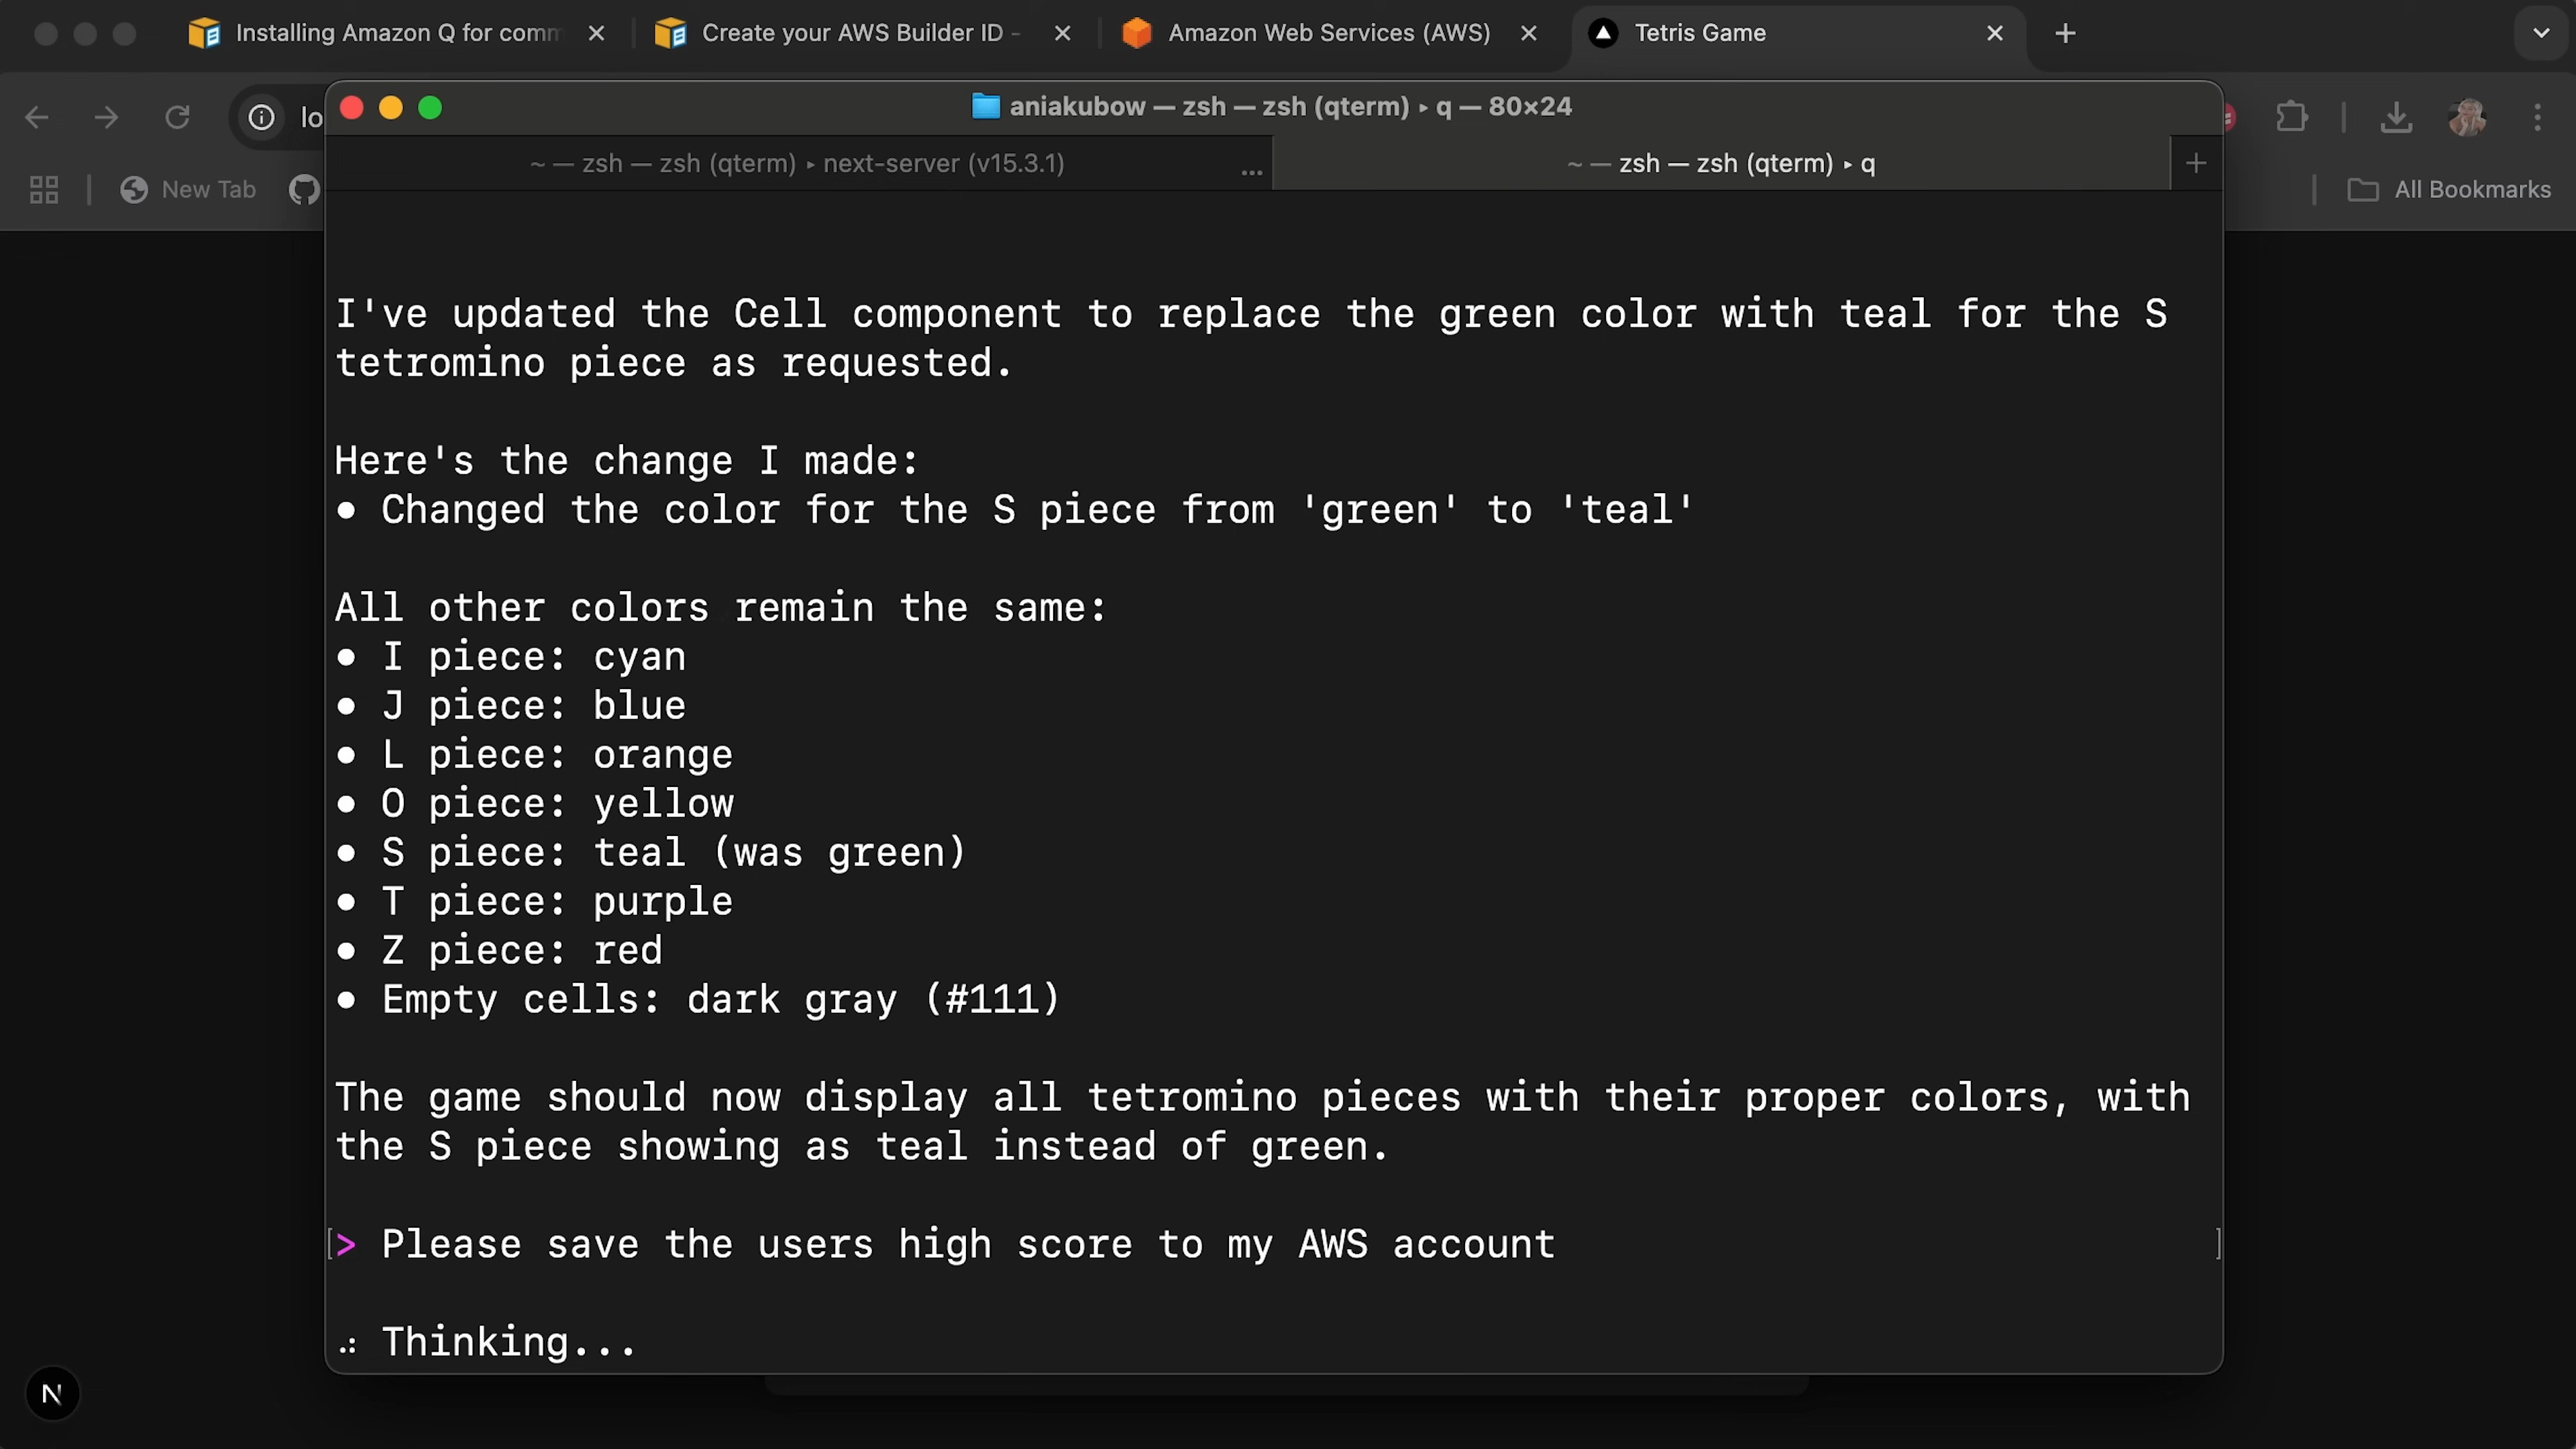 Installing Amazon Q for comm
Create your AWS Builder ID -
Amazon Web Services (AWS)
Tetris Game
lo
aniakubow — zsh — zsh (qterm) ▸ q — 80×24
~ — zsh — zsh (qterm) ▸ next-server (v15.3.1)
...
~ — zsh — zsh (qterm) ▸ q
New Tab
All Bookmarks
I've updated the Cell component to replace the green color with teal for the S
tetromino piece as requested.
Here's the change I made:
• Changed the color for the S piece from 'green' to 'teal'
All other colors remain the same:
• I piece: cyan
• J piece: blue
• L piece: orange
• O piece: yellow
• S piece: teal (was green)
• T piece: purple
• Z piece: red
• Empty cells: dark gray (#111)
The game should now display all tetromino pieces with their proper colors, with
the S piece showing as teal instead of green.
[> Please save the users high score to my AWS account ]
Thinking...
N